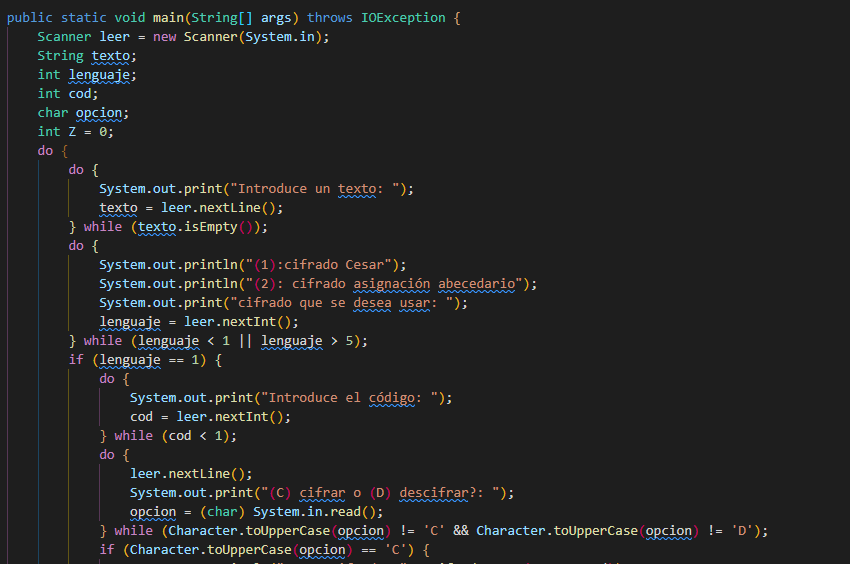 public static void main(String[] args) throws IOException {
Scanner leer = new Scanner(System.in);
String texto;
int lenguaje;
int cod;
char opcion;
int Z = 0;
do {
do {
System.out.print("Introduce un texto: ");
texto = leer.nextLine();
} while (texto.isEmpty());
do {
System.out.println("(1):cifrado Cesar");
System.out.println("(2): cifrado asignación abecedario");
System.out.print("cifrado que se desea usar: ");
lenguaje = leer.nextInt();
} while (lenguaje < 1 || lenguaje > 5);
if (lenguaje == 1) {
do {
System.out.print("Introduce el código: ");
cod = leer.nextInt();
} while (cod < 1);
do {
leer.nextLine();
System.out.print("(C) cifrar o (D) descifrar?: ");
opcion = (char) System.in.read();
} while (Character.toUpperCase(opcion) != 'C' && Character.toUpperCase(opcion) != 'D');
if (Character.toUpperCase(opcion) == 'C') {